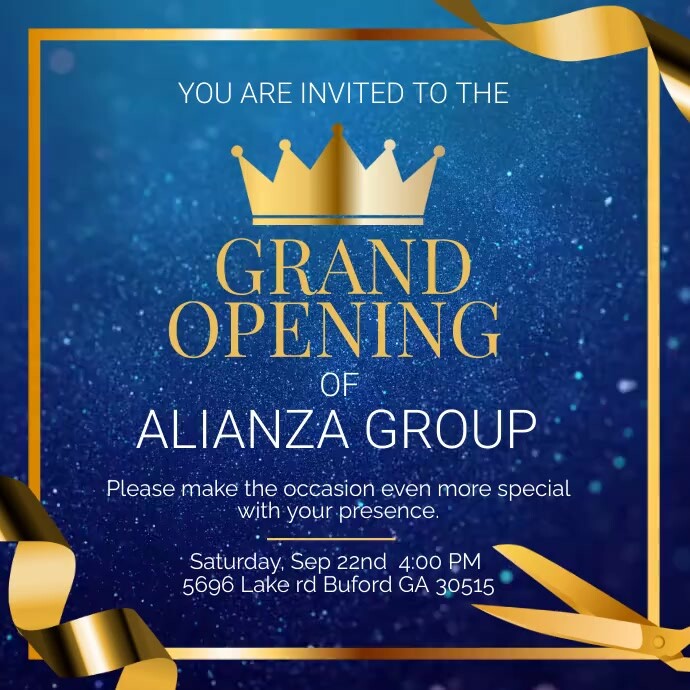 YOU ARE INVITED TO THE
GRAND
OPENING
OF
ALIANZA GROUP
Please make the occasion even more special
with your presence.
Saturday, Sep 22nd 4:00 PM
5696 Lake rd Buford GA 30515